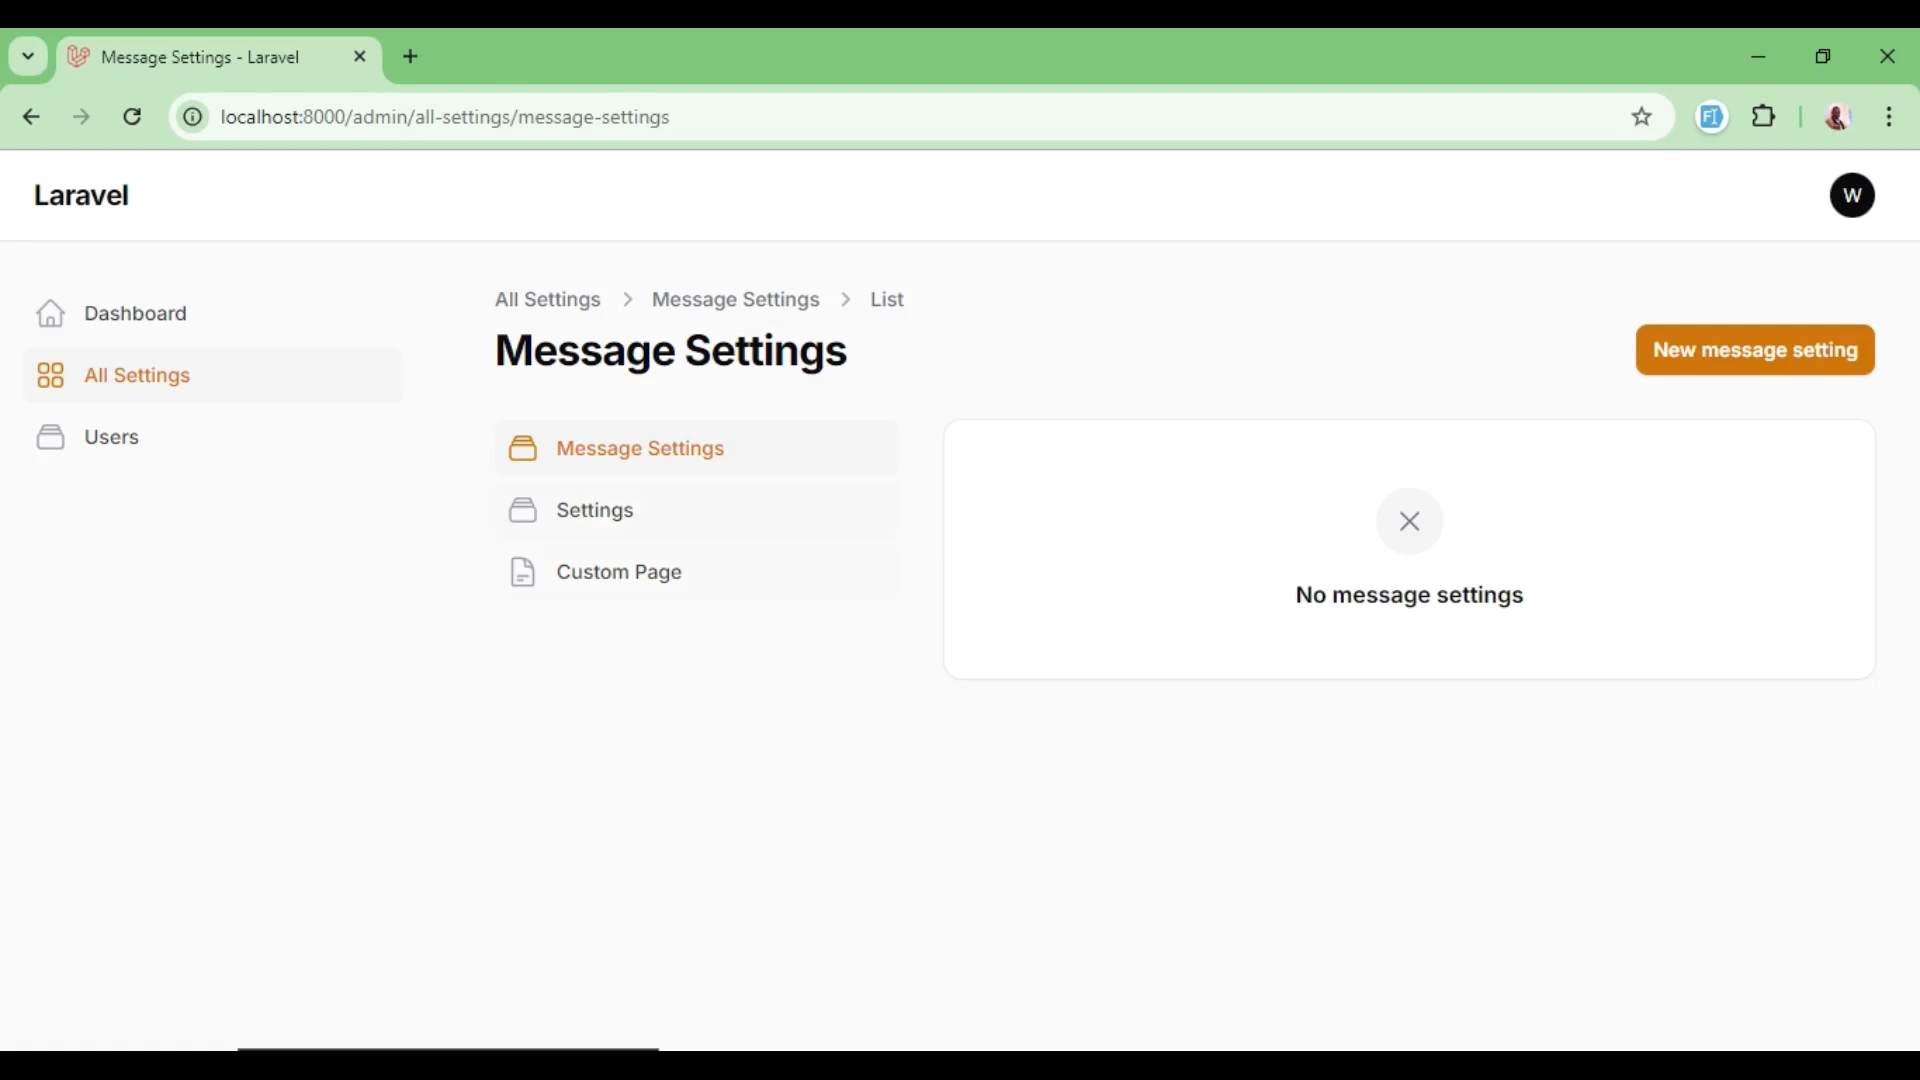 Message Settings - Laravel
localhost:8000/admin/all-settings/message-settings
FI
Laravel
W
Dashboard
All Settings
Users
All Settings > Message Settings > List
Message Settings
New message setting
Message Settings
Settings
Custom Page
No message settings